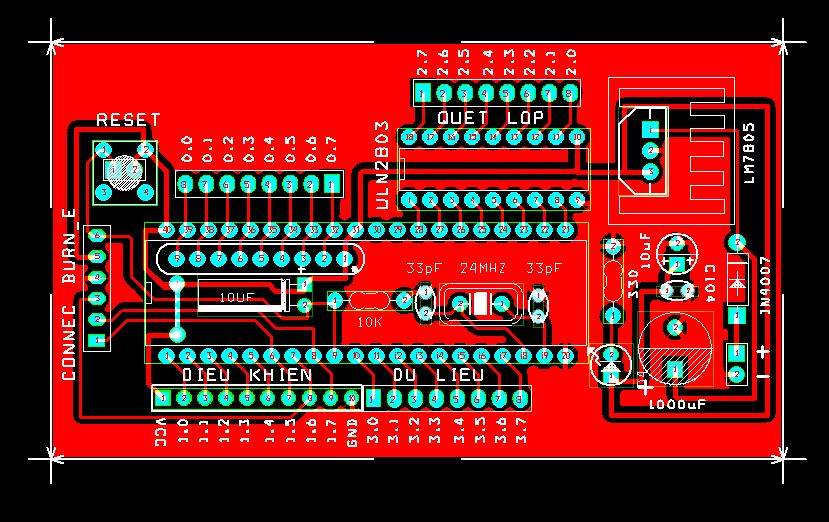 2.7 2.6 2.5 2.4 2.3 2.2 2.1 2.0
RESET
QUET LOP
ULN2803
LM7805
0.0 0.1 0.2 0.3 0.4 0.5 0.6 0.7
CONNEC BURN_E
33pF 24MHZ 33pF
10uF
C104
330
1N4007
10UF
10K
DIEU KHIEN
DU LIEU
+
-
+
1000uF
VCC 1.0 1.1 1.2 1.3 1.4 1.5 1.6 1.7 GND 3.0 3.1 3.2 3.3 3.4 3.5 3.6 3.7